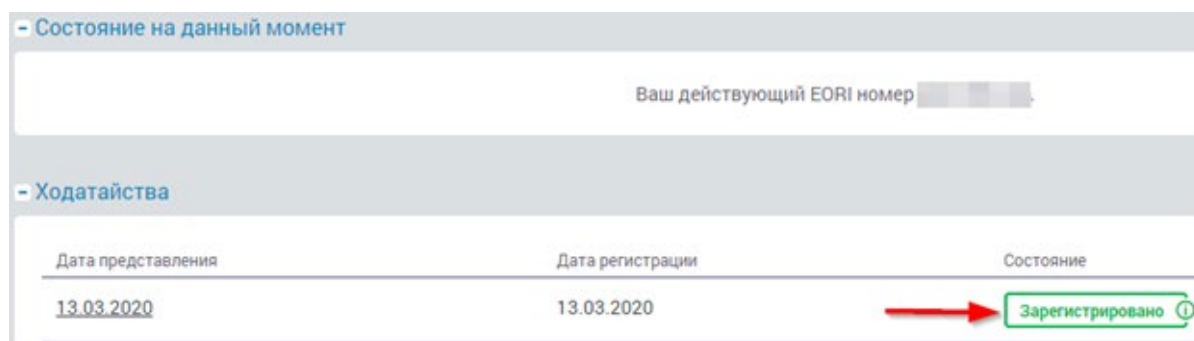 Состояние на данный момент
Ваш действующий EORI номер .
Ходатайства
Дата представления Дата регистрации Состояние
13.03.2020 13.03.2020 Зарегистрировано